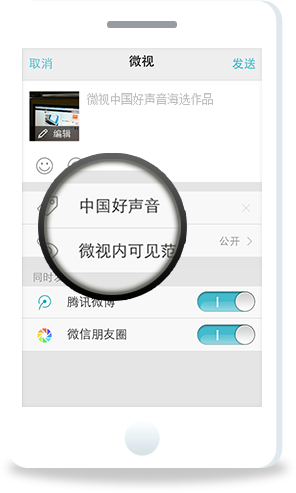 取消 微视 发送
微视中国好声音海选作品
编辑
中国好声音
微视内可见范 公开
同时发
腾讯微博
微信朋友圈